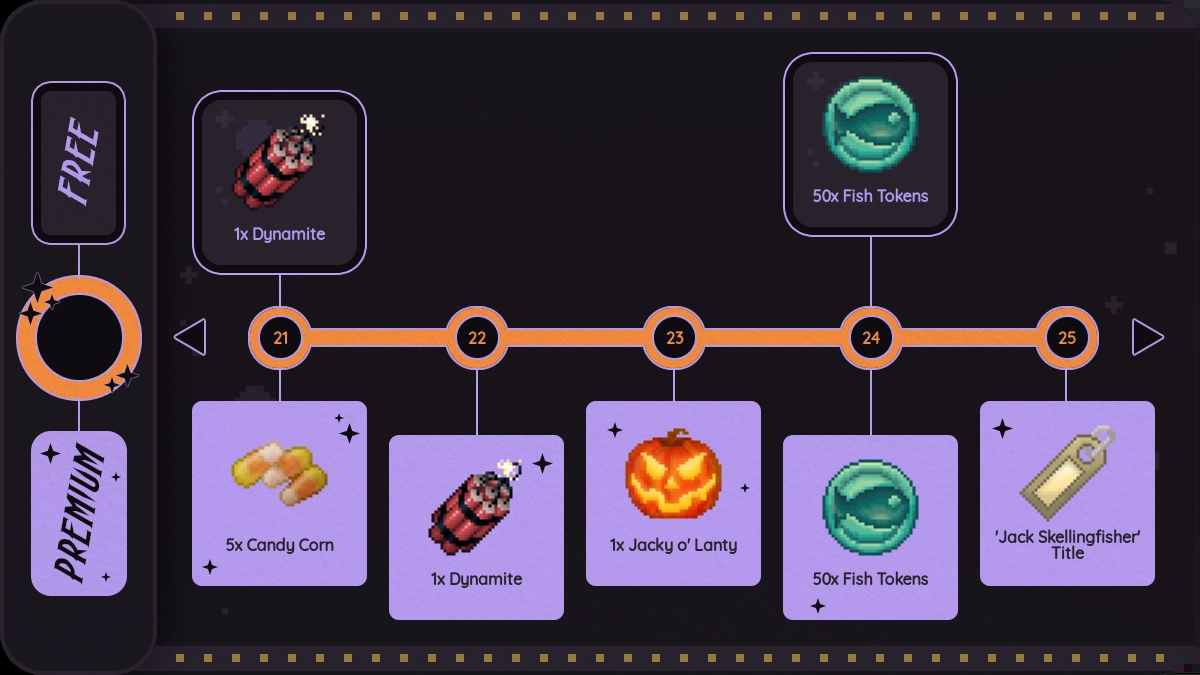 FREE
1x Dynamite
50x Fish Tokens
21
22
23
24
25
PREMIUM
5x Candy Corn
1x Dynamite
1x Jacky o' Lanty
50x Fish Tokens
'Jack Skellingfisher'
Title